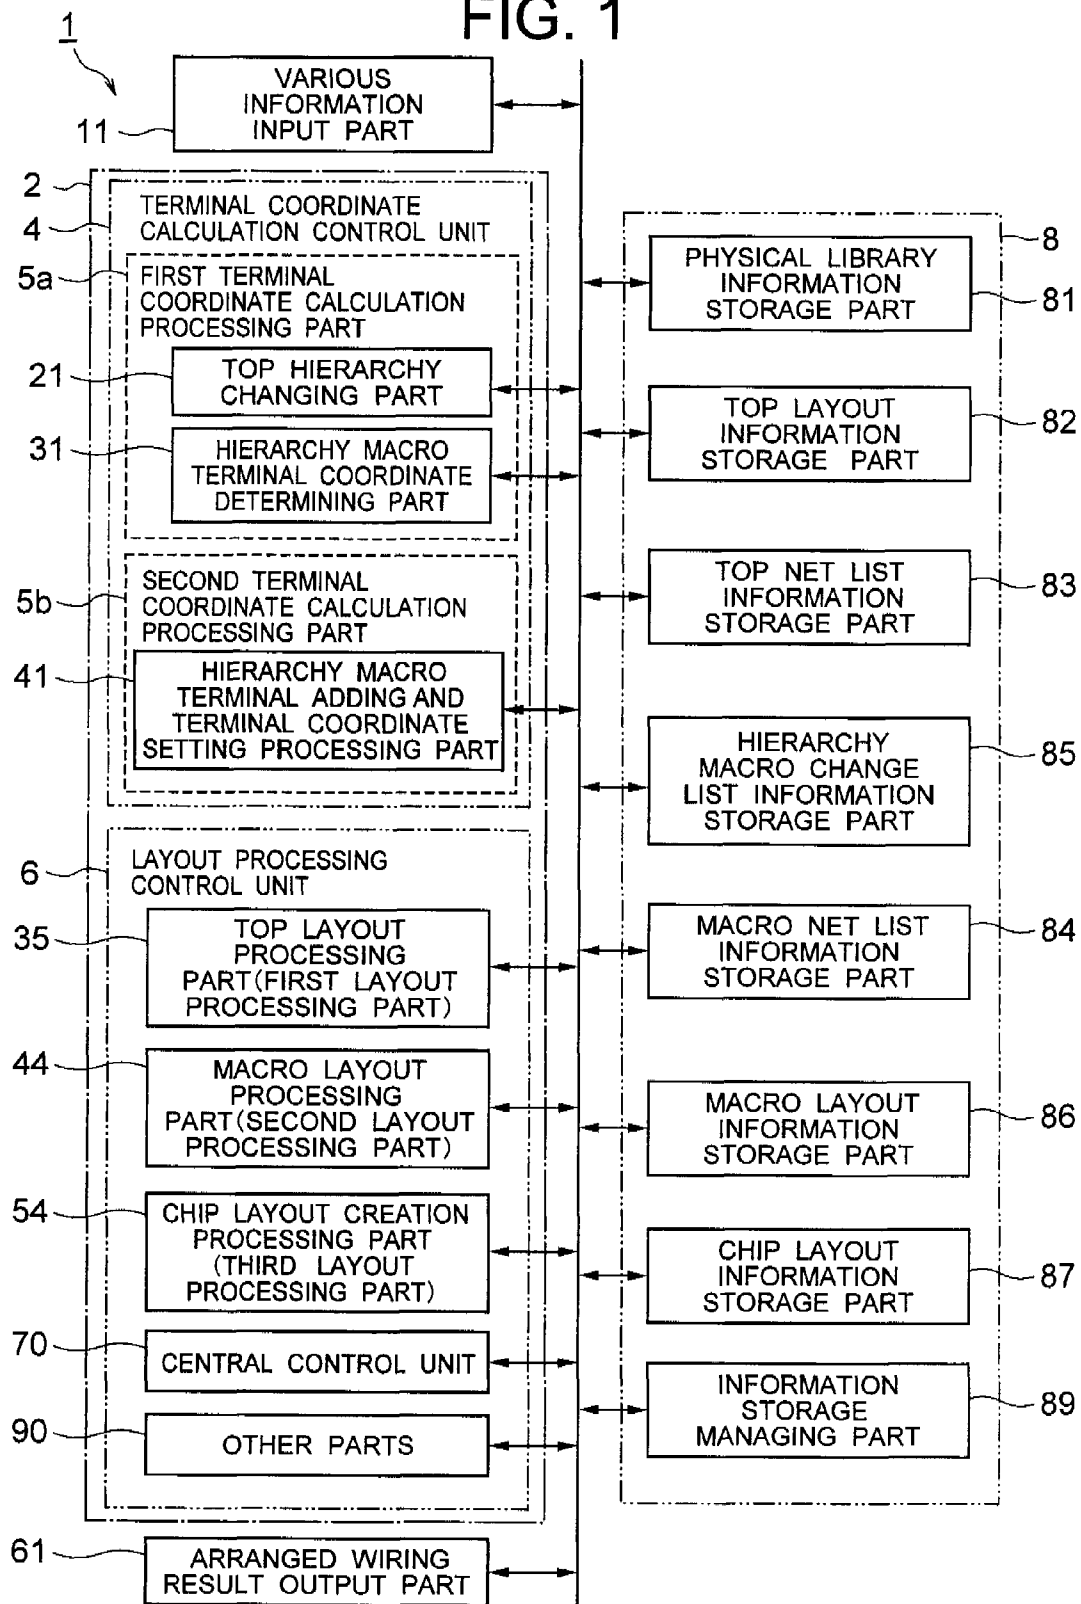 FIG. 1
1
VARIOUS
INFORMATION
INPUT PART
11
2
4
TERMINAL COORDINATE
CALCULATION CONTROL UNIT
5a
FIRST TERMINAL
COORDINATE CALCULATION
PROCESSING PART
21
TOP HIERARCHY
CHANGING PART
31
HIERARCHY MACRO
TERMINAL COORDINATE
DETERMINING PART
5b
SECOND TERMINAL
COORDINATE CALCULATION
PROCESSING PART
41
HIERARCHY MACRO
TERMINAL ADDING AND
TERMINAL COORDINATE
SETTING PROCESSING PART
6
LAYOUT PROCESSING
CONTROL UNIT
35
TOP LAYOUT
PROCESSING
PART(FIRST LAYOUT
PROCESSING PART)
44
MACRO LAYOUT
PROCESSING
PART(SECOND LAYOUT
PROCESSING PART)
54
CHIP LAYOUT CREATION
PROCESSING PART
(THIRD LAYOUT
PROCESSING PART)
70
CENTRAL CONTROL UNIT
90
OTHER PARTS
61
ARRANGED WIRING
RESULT OUTPUT PART
8
PHYSICAL LIBRARY
INFORMATION
STORAGE PART
81
TOP LAYOUT
INFORMATION
STORAGE PART
82
TOP NET LIST
INFORMATION
STORAGE PART
83
HIERARCHY
MACRO CHANGE
LIST INFORMATION
STORAGE PART
85
MACRO NET LIST
INFORMATION
STORAGE PART
84
MACRO LAYOUT
INFORMATION
STORAGE PART
86
CHIP LAYOUT
INFORMATION
STORAGE PART
87
INFORMATION
STORAGE
MANAGING PART
89